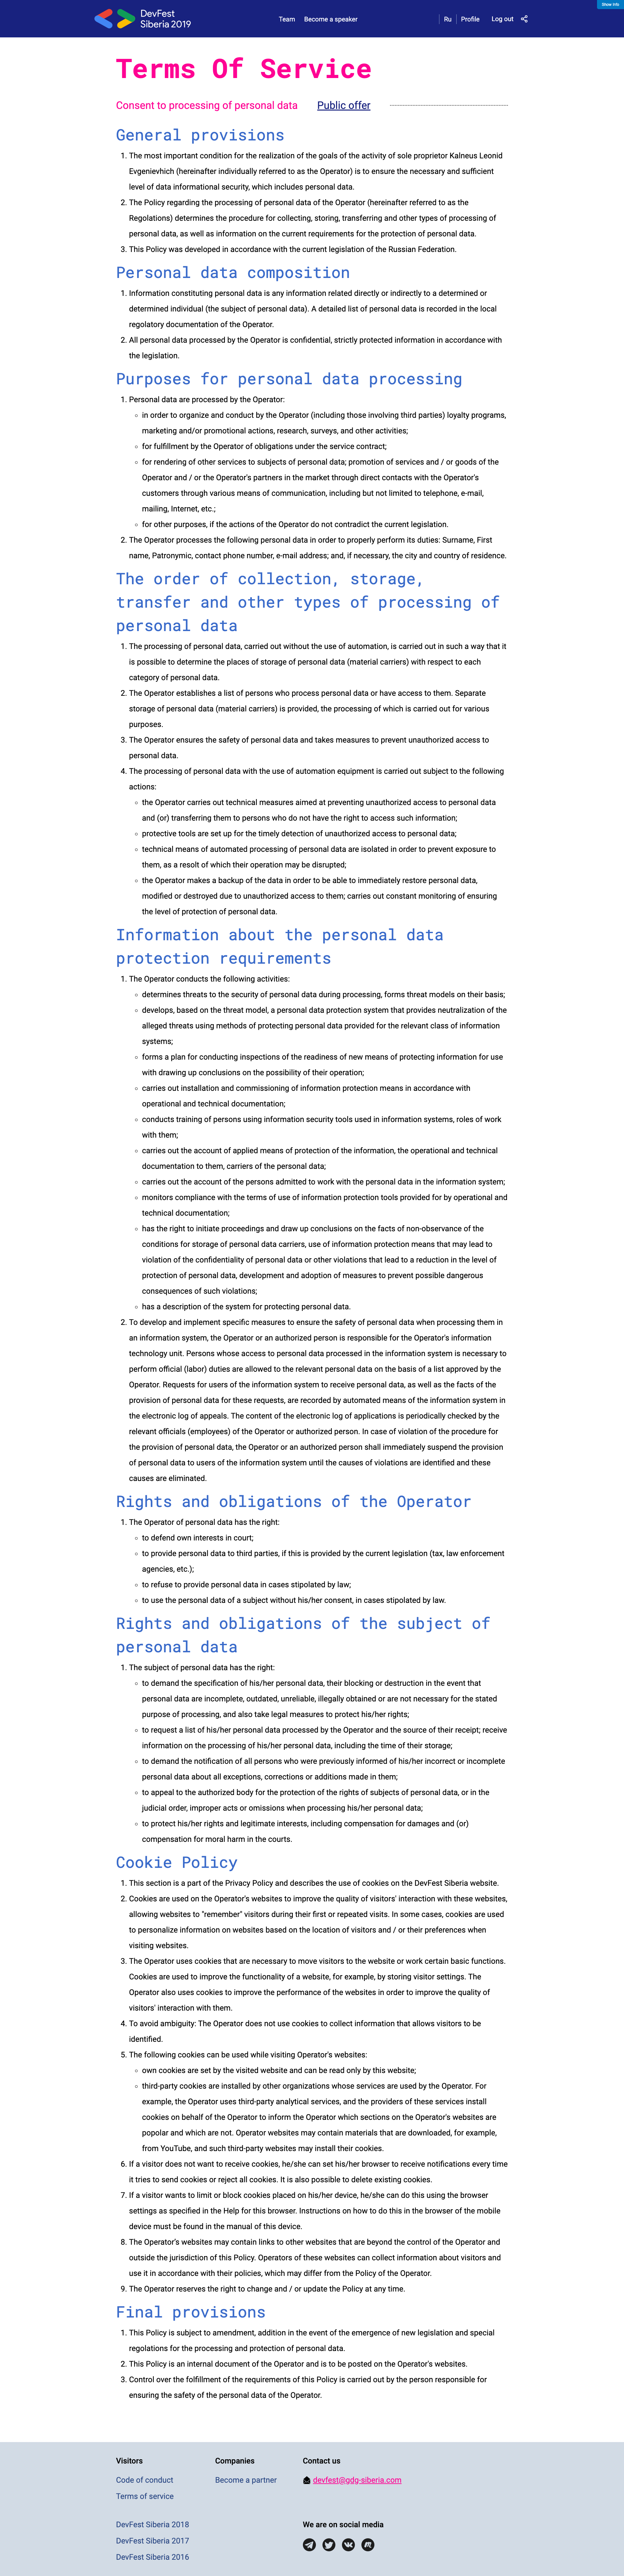 Show Info
DevFest
Siberia 2019
Team Become a speaker Ru Profile Log out
Terms Of Service
Consent to processing of personal data Public offer
General provisions
1. The most important condition for the realization of the goals of the activity of sole proprietor Kalneus Leonid
Evgenievhich (hereinafter individually referred to as the Operator) is to ensure the necessary and sufficient
level of data informational security, which includes personal data.
2. The Policy regarding the processing of personal data of the Operator (hereinafter referred to as the
Regolations) determines the procedure for collecting, storing, transferring and other types of processing of
personal data, as well as information on the current requirements for the protection of personal data.
3. This Policy was developed in accordance with the current legislation of the Russian Federation.
Personal data composition
1. Information constituting personal data is any information related directly or indirectly to a determined or
determined individual (the subject of personal data). A detailed list of personal data is recorded in the local
regolatory documentation of the Operator.
2. All personal data processed by the Operator is confidential, strictly protected information in accordance with
the legislation.
Purposes for personal data processing
1. Personal data are processed by the Operator:
in order to organize and conduct by the Operator (including those involving third parties) loyalty programs,
marketing and/or promotional actions, research, surveys, and other activities;
for fulfillment by the Operator of obligations under the service contract;
for rendering of other services to subjects of personal data; promotion of services and / or goods of the
Operator and / or the Operator's partners in the market through direct contacts with the Operator's
customers through various means of communication, including but not limited to telephone, e-mail,
mailing, Internet, etc.;
for other purposes, if the actions of the Operator do not contradict the current legislation.
2. The Operator processes the following personal data in order to properly perform its duties: Surname, First
name, Patronymic, contact phone number, e-mail address; and, if necessary, the city and country of residence.
The order of collection, storage,
transfer and other types of processing of
personal data
1. The processing of personal data, carried out without the use of automation, is carried out in such a way that it
is possible to determine the places of storage of personal data (material carriers) with respect to each
category of personal data.
2. The Operator establishes a list of persons who process personal data or have access to them. Separate
storage of personal data (material carriers) is provided, the processing of which is carried out for various
purposes.
3. The Operator ensures the safety of personal data and takes measures to prevent unauthorized access to
personal data.
4. The processing of personal data with the use of automation equipment is carried out subject to the following
actions:
the Operator carries out technical measures aimed at preventing unauthorized access to personal data
and (or) transferring them to persons who do not have the right to access such information;
protective tools are set up for the timely detection of unauthorized access to personal data;
technical means of automated processing of personal data are isolated in order to prevent exposure to
them, as a resolt of which their operation may be disrupted;
the Operator makes a backup of the data in order to be able to immediately restore personal data,
modified or destroyed due to unauthorized access to them; carries out constant monitoring of ensuring
the level of protection of personal data.
Information about the personal data
protection requirements
1. The Operator conducts the following activities:
determines threats to the security of personal data during processing, forms threat models on their basis;
develops, based on the threat model, a personal data protection system that provides neutralization of the
alleged threats using methods of protecting personal data provided for the relevant class of information
systems;
forms a plan for conducting inspections of the readiness of new means of protecting information for use
with drawing up conclusions on the possibility of their operation;
carries out installation and commissioning of information protection means in accordance with
operational and technical documentation;
conducts training of persons using information security tools used in information systems, roles of work
with them;
carries out the account of applied means of protection of the information, the operational and technical
documentation to them, carriers of the personal data;
carries out the account of the persons admitted to work with the personal data in the information system;
monitors compliance with the terms of use of information protection tools provided for by operational and
technical documentation;
has the right to initiate proceedings and draw up conclusions on the facts of non-observance of the
conditions for storage of personal data carriers, use of information protection means that may lead to
violation of the confidentiality of personal data or other violations that lead to a reduction in the level of
protection of personal data, development and adoption of measures to prevent possible dangerous
consequences of such violations;
has a description of the system for protecting personal data.
2. To develop and implement specific measures to ensure the safety of personal data when processing them in
an information system, the Operator or an authorized person is responsible for the Operator's information
technology unit. Persons whose access to personal data processed in the information system is necessary to
perform official (labor) duties are allowed to the relevant personal data on the basis of a list approved by the
Operator. Requests for users of the information system to receive personal data, as well as the facts of the
provision of personal data for these requests, are recorded by automated means of the information system in
the electronic log of appeals. The content of the electronic log of applications is periodically checked by the
relevant officials (employees) of the Operator or authorized person. In case of violation of the procedure for
the provision of personal data, the Operator or an authorized person shall immediately suspend the provision
of personal data to users of the information system until the causes of violations are identified and these
causes are eliminated.
Rights and obligations of the Operator
1. The Operator of personal data has the right:
to defend own interests in court;
to provide personal data to third parties, if this is provided by the current legislation (tax, law enforcement
agencies, etc.);
to refuse to provide personal data in cases stipolated by law;
to use the personal data of a subject without his/her consent, in cases stipolated by law.
Rights and obligations of the subject of
personal data
1. The subject of personal data has the right:
to demand the specification of his/her personal data, their blocking or destruction in the event that
personal data are incomplete, outdated, unreliable, illegally obtained or are not necessary for the stated
purpose of processing, and also take legal measures to protect his/her rights;
to request a list of his/her personal data processed by the Operator and the source of their receipt; receive
information on the processing of his/her personal data, including the time of their storage;
to demand the notification of all persons who were previously informed of his/her incorrect or incomplete
personal data about all exceptions, corrections or additions made in them;
to appeal to the authorized body for the protection of the rights of subjects of personal data, or in the
judicial order, improper acts or omissions when processing his/her personal data;
to protect his/her rights and legitimate interests, including compensation for damages and (or)
compensation for moral harm in the courts.
Cookie Policy
1. This section is a part of the Privacy Policy and describes the use of cookies on the DevFest Siberia website.
2. Cookies are used on the Operator's websites to improve the quality of visitors' interaction with these websites,
allowing websites to "remember" visitors during their first or repeated visits. In some cases, cookies are used
to personalize information on websites based on the location of visitors and / or their preferences when
visiting websites.
3. The Operator uses cookies that are necessary to move visitors to the website or work certain basic functions.
Cookies are used to improve the functionality of a website, for example, by storing visitor settings. The
Operator also uses cookies to improve the performance of the websites in order to improve the quality of
visitors' interaction with them.
4. To avoid ambiguity: The Operator does not use cookies to collect information that allows visitors to be
identified.
5. The following cookies can be used while visiting Operator's websites:
own cookies are set by the visited website and can be read only by this website;
third-party cookies are installed by other organizations whose services are used by the Operator. For
example, the Operator uses third-party analytical services, and the providers of these services install
cookies on behalf of the Operator to inform the Operator which sections on the Operator's websites are
popolar and which are not. Operator websites may contain materials that are downloaded, for example,
from YouTube, and such third-party websites may install their cookies.
6. If a visitor does not want to receive cookies, he/she can set his/her browser to receive notifications every time
it tries to send cookies or reject all cookies. It is also possible to delete existing cookies.
7. If a visitor wants to limit or block cookies placed on his/her device, he/she can do this using the browser
settings as specified in the Help for this browser. Instructions on how to do this in the browser of the mobile
device must be found in the manual of this device.
8. The Operator's websites may contain links to other websites that are beyond the control of the Operator and
outside the jurisdiction of this Policy. Operators of these websites can collect information about visitors and
use it in accordance with their policies, which may differ from the Policy of the Operator.
9. The Operator reserves the right to change and / or update the Policy at any time.
Final provisions
1. This Policy is subject to amendment, addition in the event of the emergence of new legislation and special
regolations for the processing and protection of personal data.
2. This Policy is an internal document of the Operator and is to be posted on the Operator's websites.
3. Control over the folfillment of the requirements of this Policy is carried out by the person responsible for
ensuring the safety of the personal data of the Operator.
Visitors Companies Contact us
Code of conduct Become a partner devfest@gdg-siberia.com
Terms of service
DevFest Siberia 2018 We are on social media
DevFest Siberia 2017
DevFest Siberia 2016